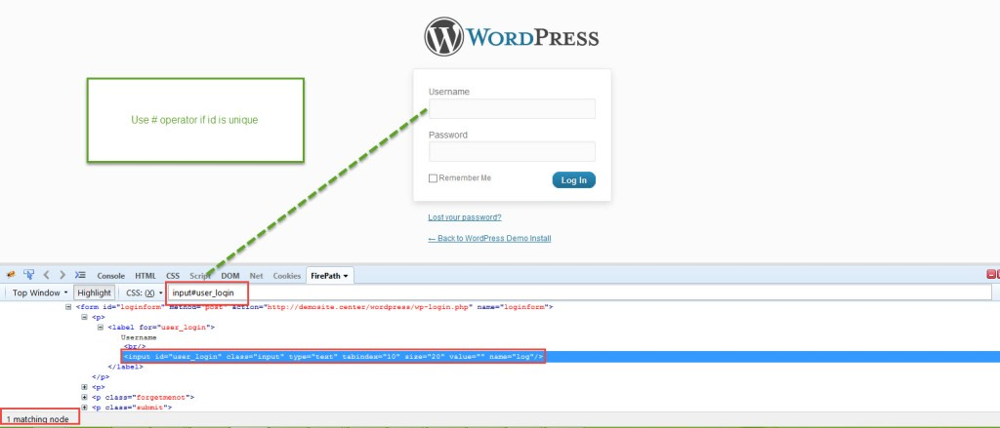 WORDPRESS
Use # operator if id is unique
Username
Password
Remember Me
Log In
Lost your password?
← Back to WordPress Demo Install
Console HTML CSS Script DOM Net Cookies FirePath
Top Window Highlight CSS: (X) input#user_login
<form id="loginform" method="post" action="http://demosite.center/wordpress/wp-login.php" name="loginform">
<p>
<label for="user_login">
Username
<br/>
<input id="user_login" class="input" type="text" tabindex="10" size="20" value="" name="log"/>
</label>
</p>
<p>
<p class="forgetmenot">
<p class="submit">
1 matching node